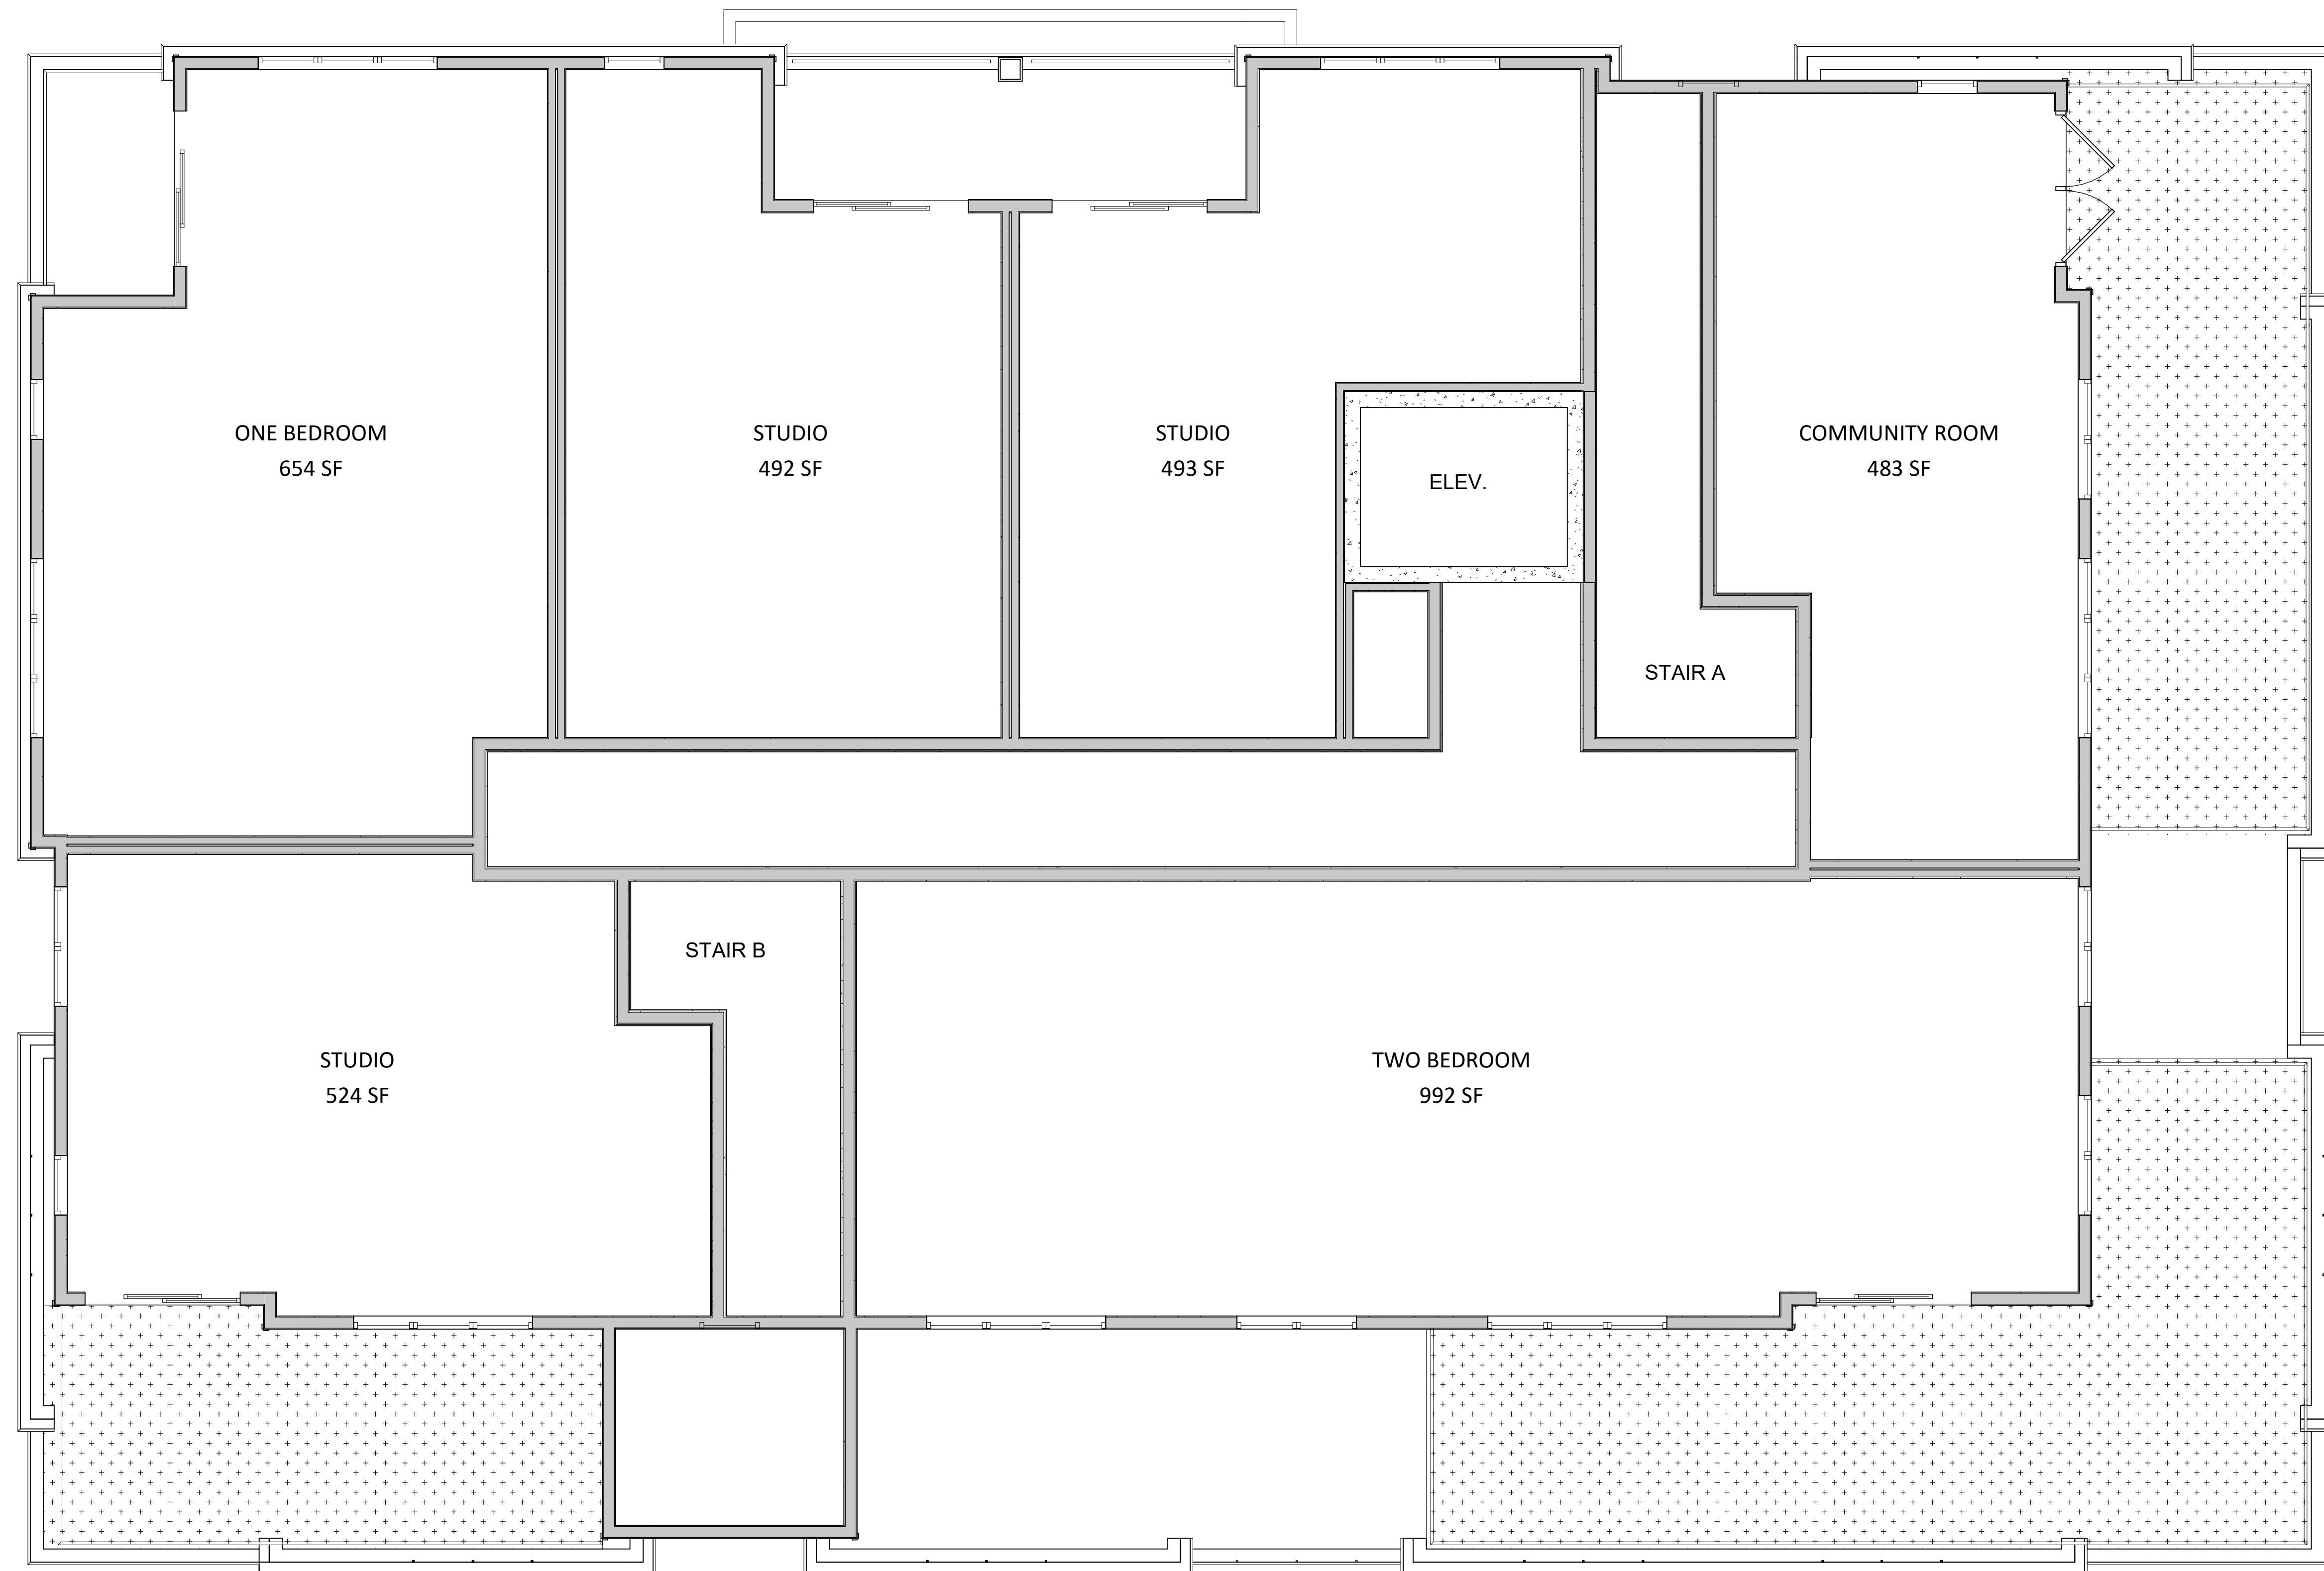 ONE BEDROOM
654 SF
STUDIO
492 SF
STUDIO
493 SF
ELEV.
COMMUNITY ROOM
483 SF
STAIR A
STAIR B
STUDIO
524 SF
TWO BEDROOM
992 SF